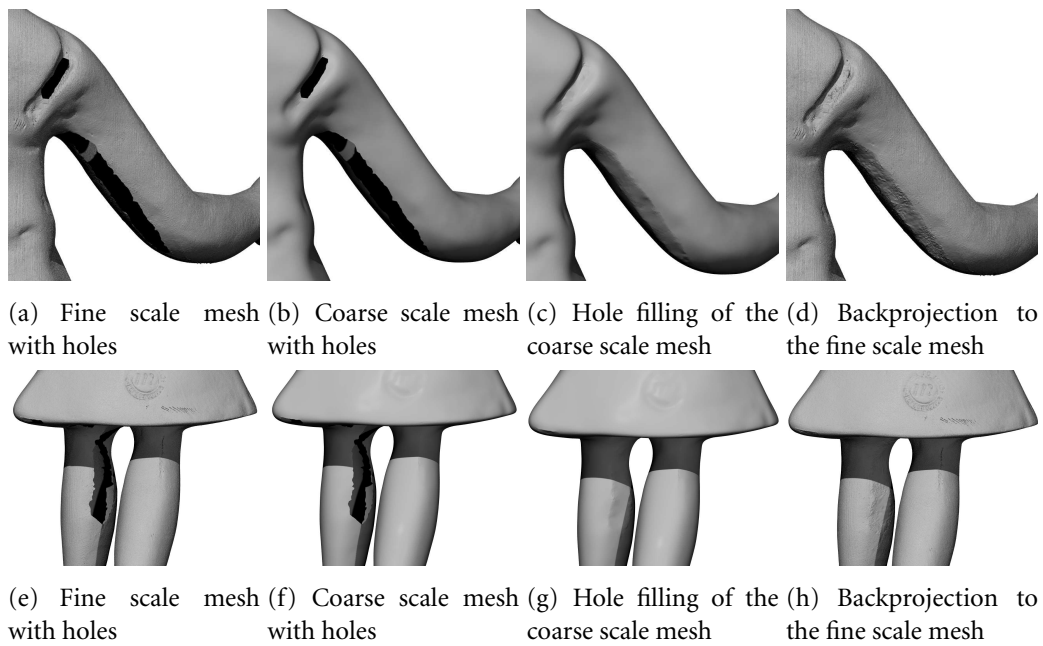 (a) Fine scale mesh with holes
(b) Coarse scale mesh with holes
(c) Hole filling of the coarse scale mesh
(d) Backprojection to the fine scale mesh
(e) Fine scale mesh with holes
(f) Coarse scale mesh with holes
(g) Hole filling of the coarse scale mesh
(h) Backprojection to the fine scale mesh